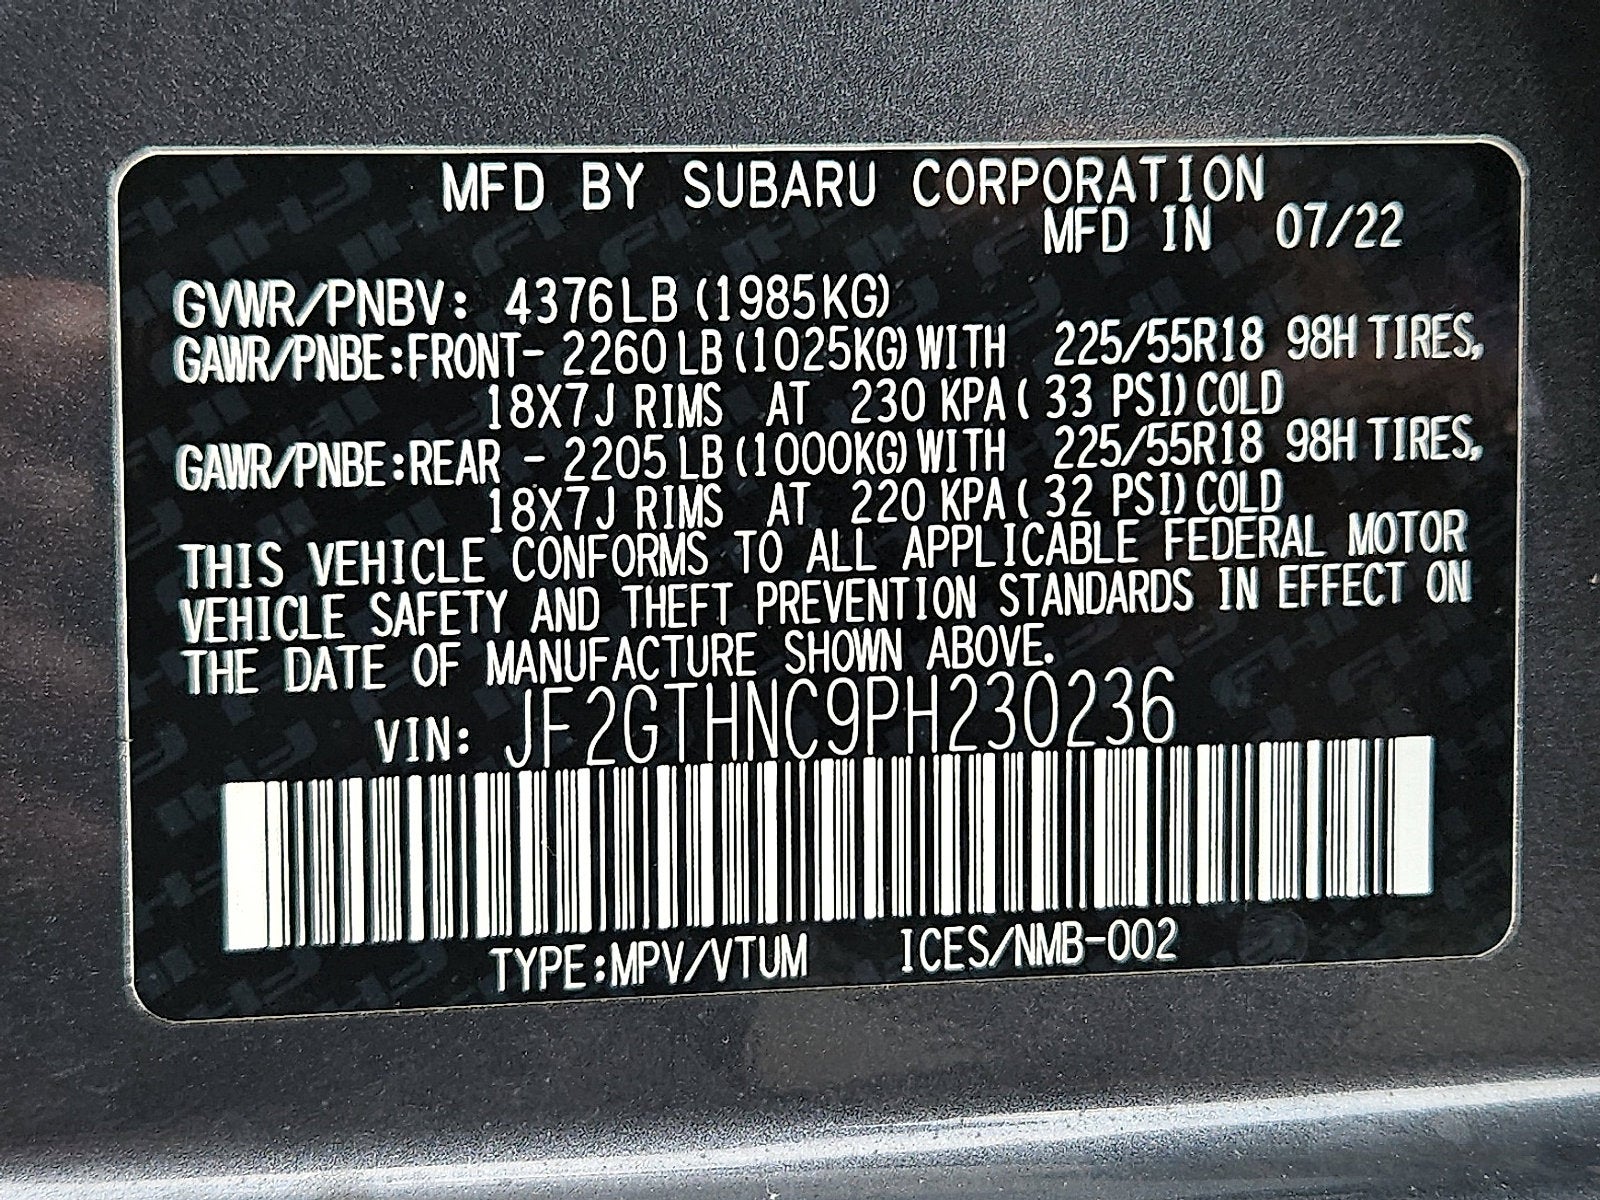 MFD BY SUBARU CORPORATION
MFD IN 07/22
GVWR/PNBV: 4376LB (1985KG)
GAWR/PNBE:FRONT- 2260 LB (1025KG) WITH 225/55R18 98H TIRES,
18X7J RIMS AT 230 KPA ( 33 PSI) COLD
GAWR/PNBE:REAR - 2205 LB (1000KG) WITH 225/55R18 98H TIRES,
18X7J RIMS AT 220 KPA ( 32 PSI) COLD
THIS VEHICLE CONFORMS TO ALL APPLICABLE FEDERAL MOTOR
VEHICLE SAFETY AND THEFT PREVENTION STANDARDS IN EFFECT ON
THE DATE OF MANUFACTURE SHOWN ABOVE.
VIN: JF2GTHNC9PH230236
TYPE:MPV/VTUM ICES/NMB-002